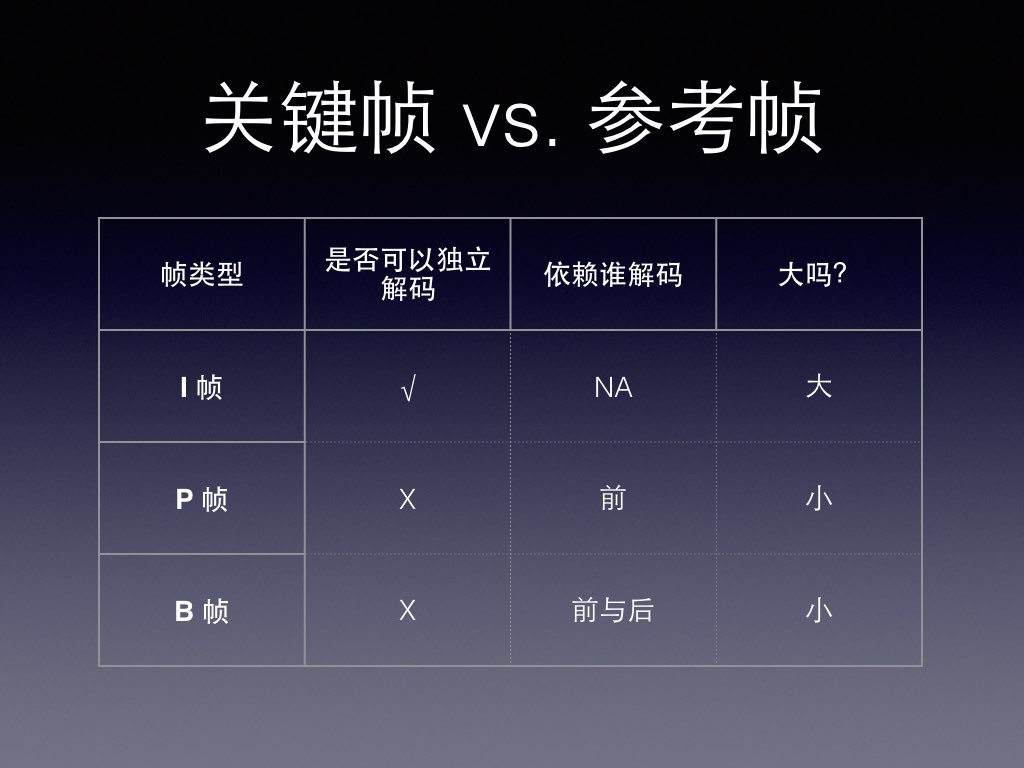 关键帧 vs. 参考帧
帧类型
是否可以独立
解码
依赖谁解码
大吗?
I 帧
√
NA
大
P 帧
X
前
小
B 帧
X
前与后
小